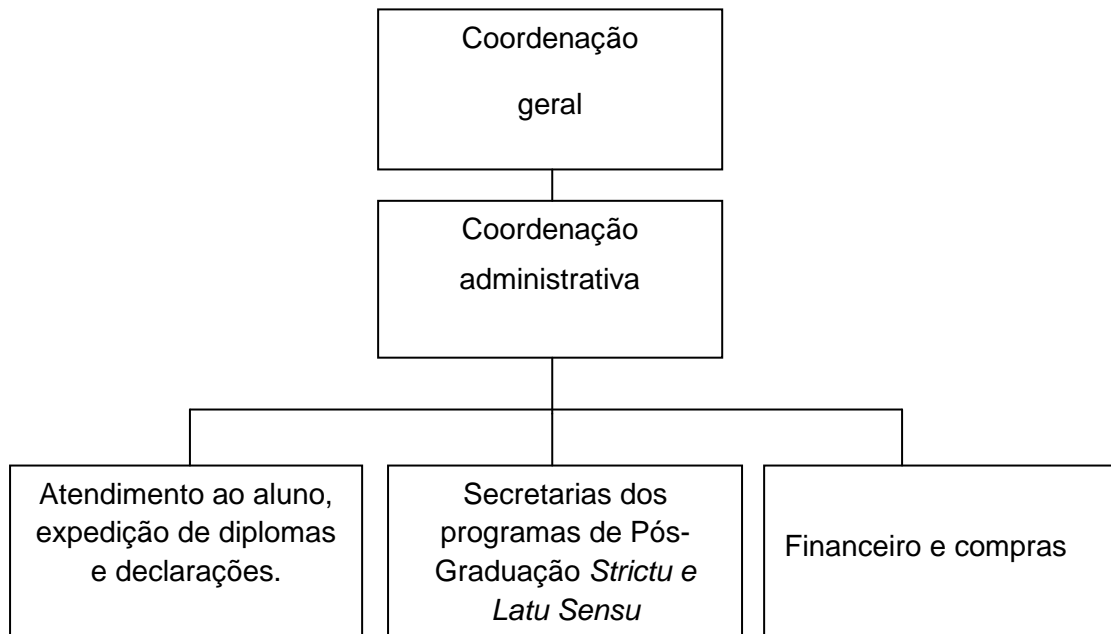 Coordenação
geral
Coordenação
administrativa
Atendimento ao aluno,
expedição de diplomas
e declarações.
Secretarias dos
programas de Pós-
Graduação Strictu e
Latu Sensu
Financeiro e compras